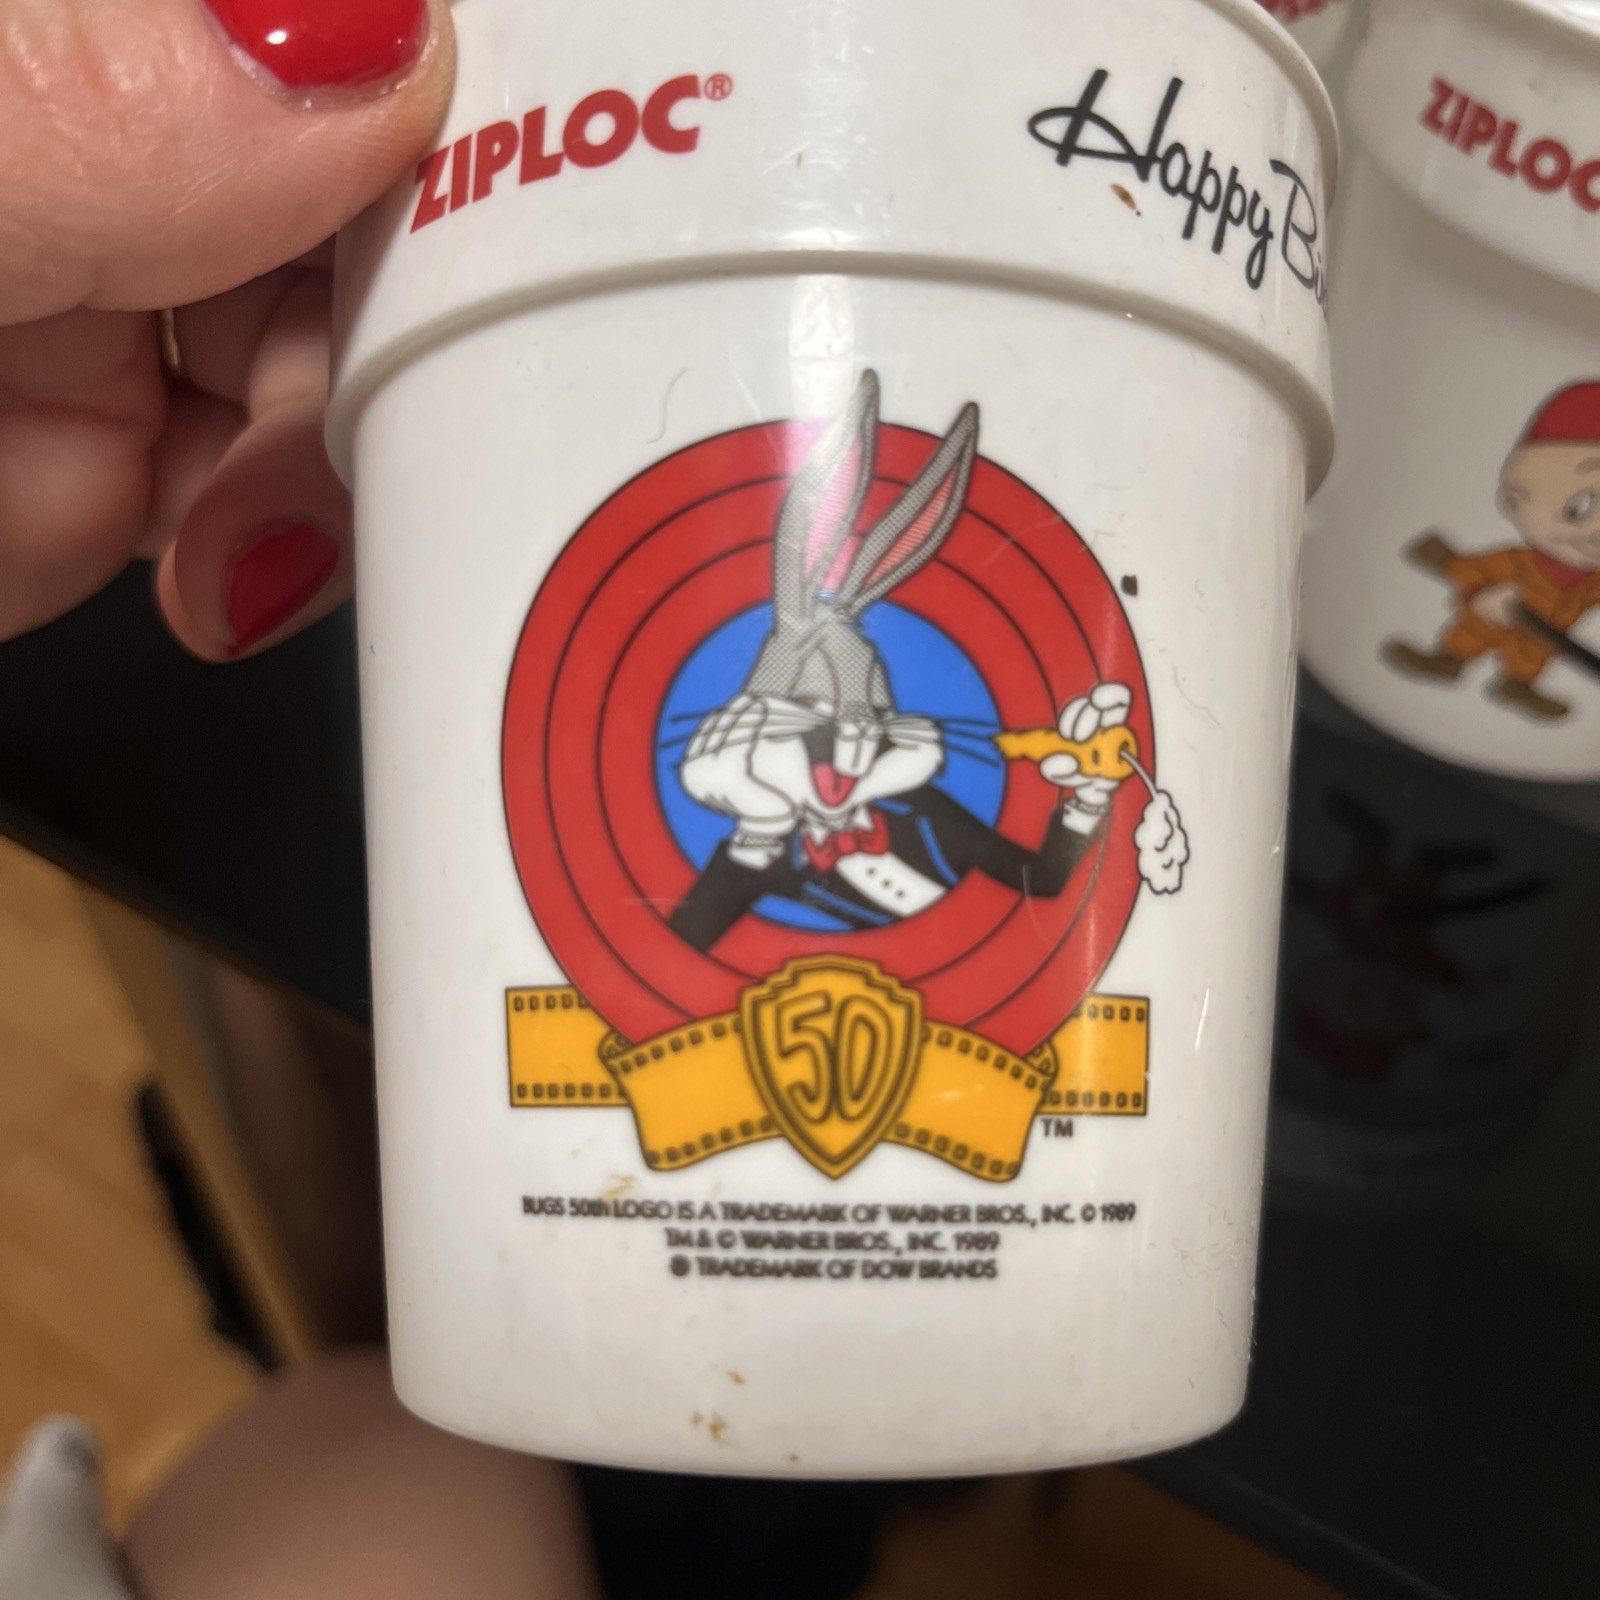 ZIPLOC®
Happy
ZIPLOC
50
TM
BUGS 50th LOGO IS A TRADEMARK OF WARNER BROS., INC. © 1989
TM & © WARNER BROS., INC. 1989
® TRADEMARK OF DOW BRANDS